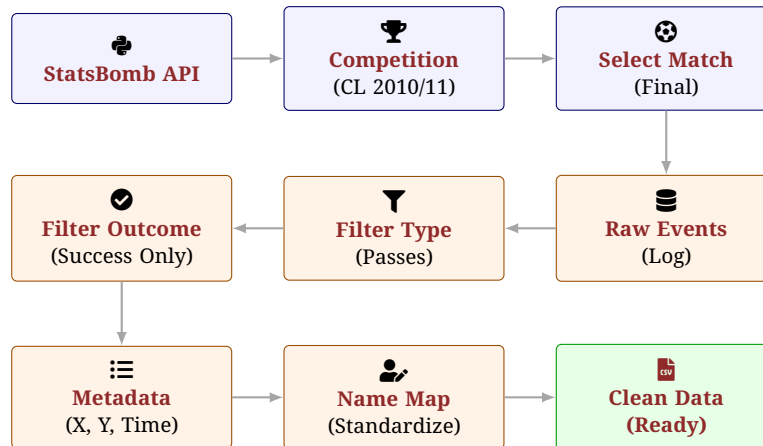 StatsBomb API
Competition
(CL 2010/11)
Select Match
(Final)
Raw Events
(Log)
Filter Type
(Passes)
Filter Outcome
(Success Only)
Metadata
(X, Y, Time)
Name Map
(Standardize)
CSV
Clean Data
(Ready)